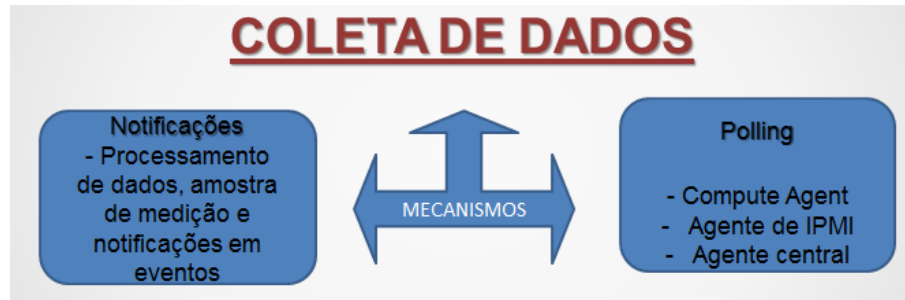 COLETA DE DADOS
Notificações
- Processamento
de dados, amostra
de medição e
notificações em
eventos
MECANISMOS
Polling
- Compute Agent
- Agente de IPMI
- Agente central